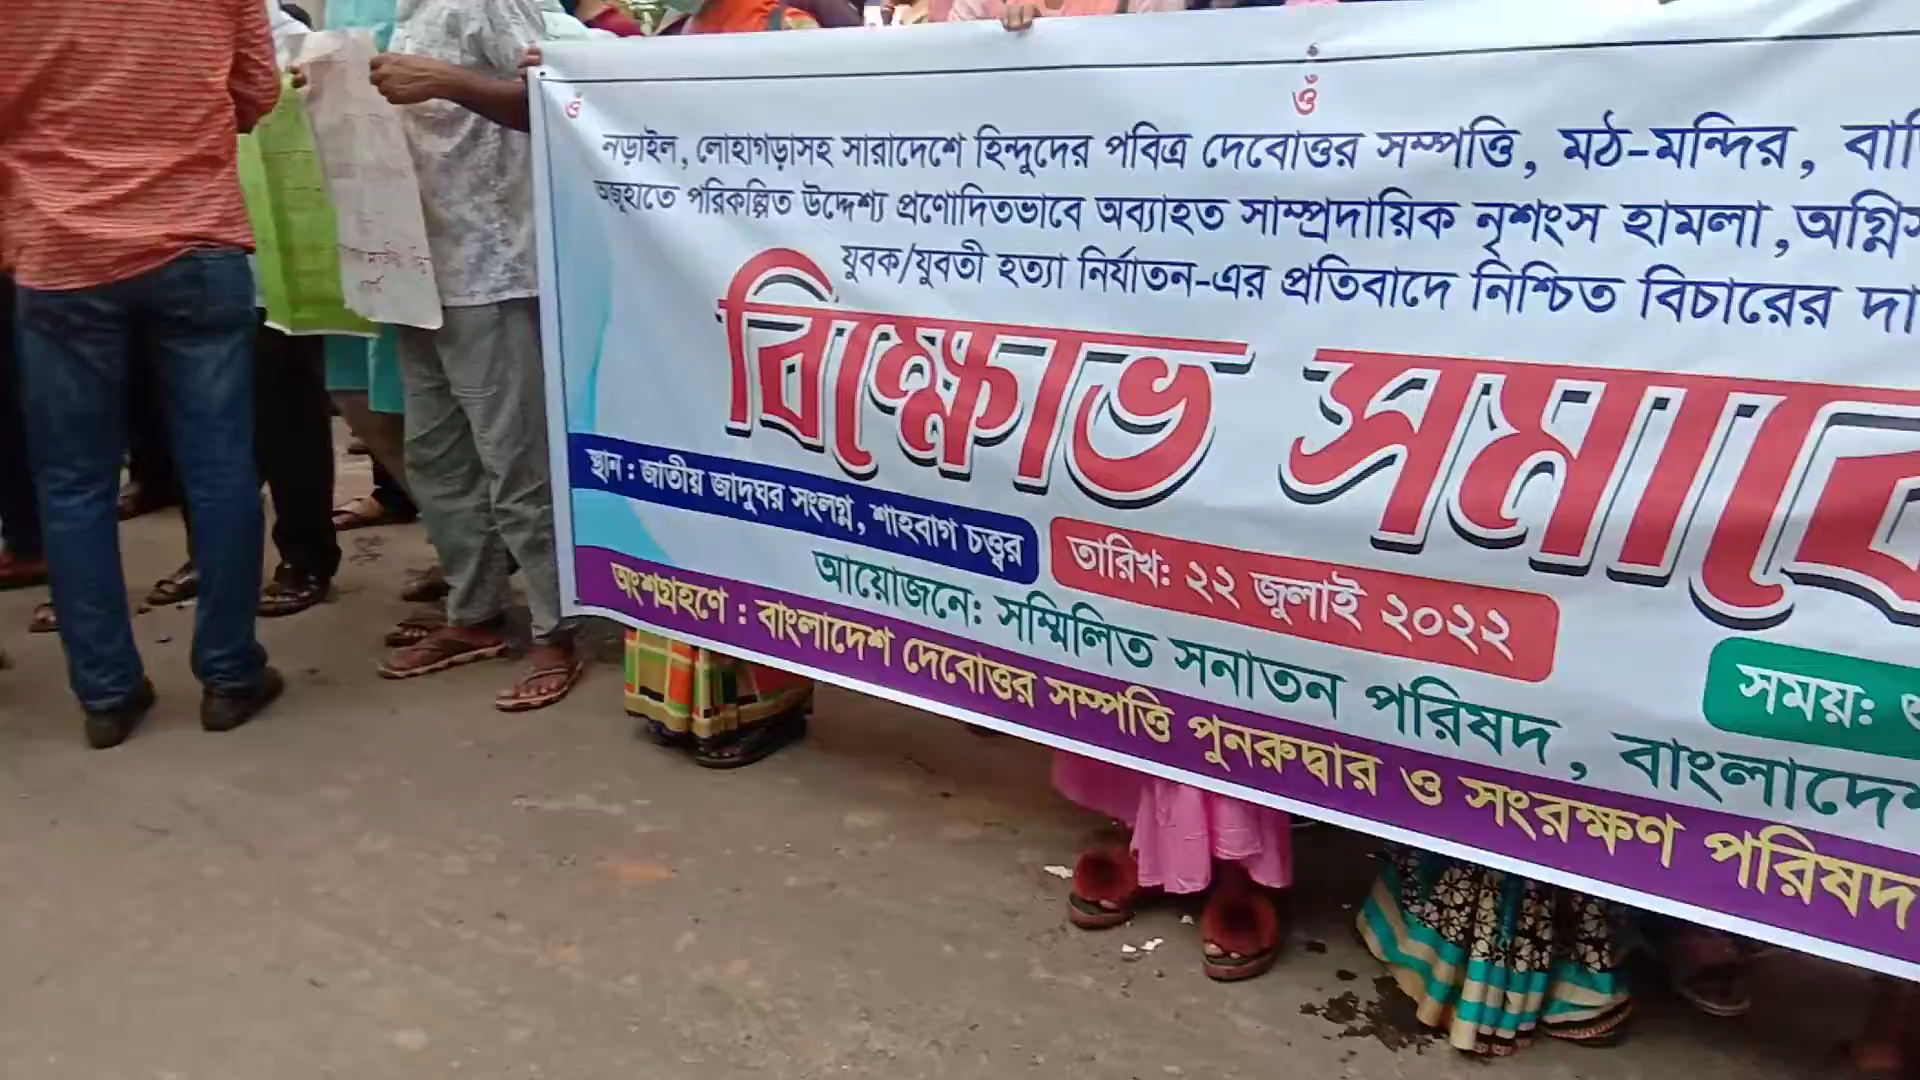 ওঁ ওঁ
নড়াইল, লোহাগড়াসহ সারাদেশে হিন্দুদের পবিত্র দেবোত্তর সম্পত্তি, মঠ-মন্দির,
অজুহাতে পরিকল্পিত উদ্দেশ্য প্রণোদিতভাবে অব্যাহত সাম্প্রদায়িক নৃশংস হামলা,
যুবক/যুবতী হত্যা নির্যাতন-এর প্রতিবাদে নিশ্চিত বিচারের দা
বিক্ষোভ সমাবে
স্থান : জাতীয় জাদুঘর সংলগ্ন, শাহবাগ চত্ত্বর
তারিখ: ২২ জুলাই ২০২২
সময়:
আয়োজনে: সম্মিলিত সনাতন পরিষদ, বাংলাদে
অংশগ্রহণে : বাংলাদেশ দেবোত্তর সম্পত্তি পুনরুদ্বার ও সংরক্ষণ পরিষদ